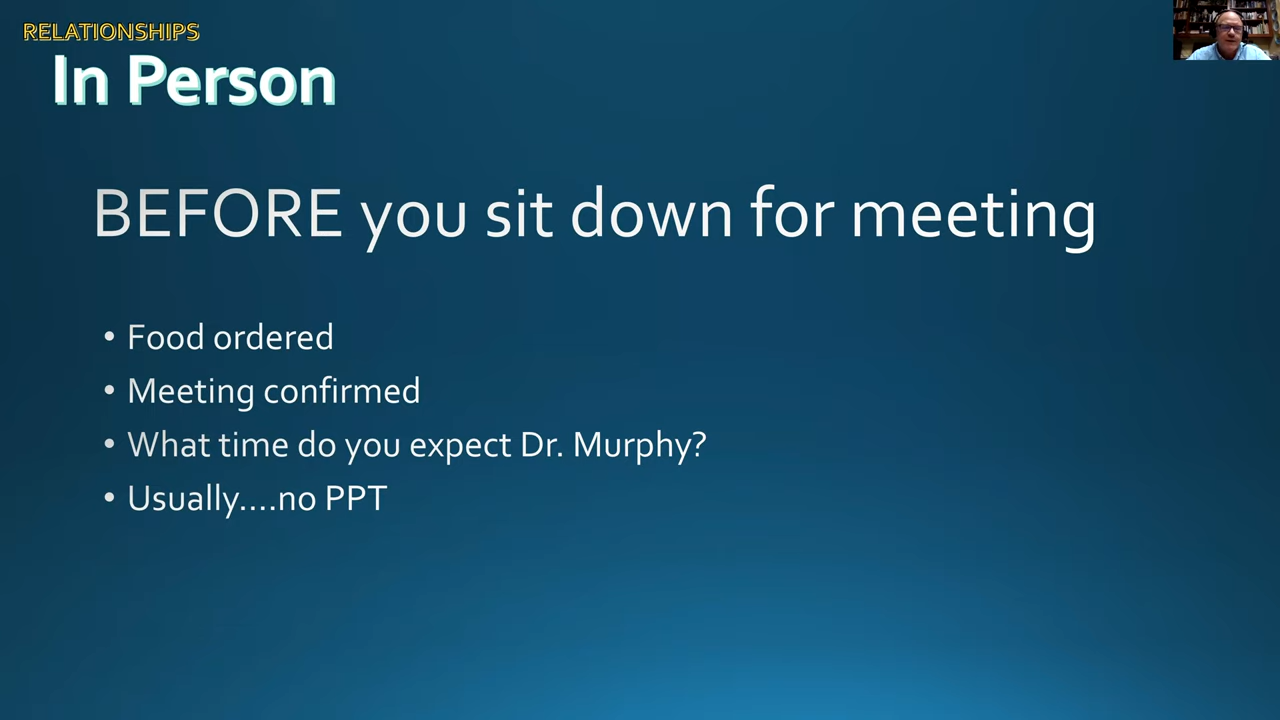 RELATIONSHIPS
In Person
BEFORE you sit down for meeting
• Food ordered
• Meeting confirmed
• What time do you expect Dr. Murphy?
• Usually....no PPT